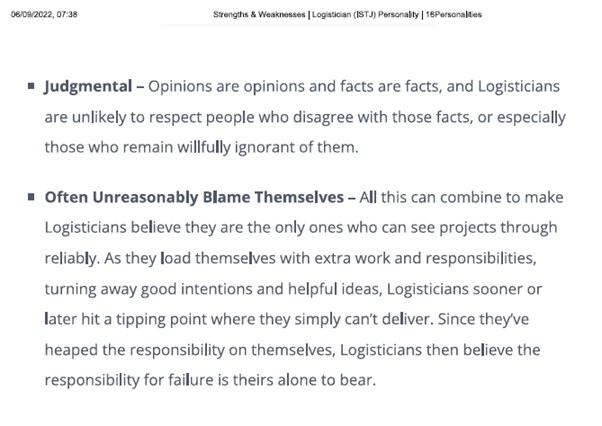 06/09/2022, 07:38 Strengths & Weaknesses | Logistician (ISTJ) Personality | 16Personalities
▪ Judgmental – Opinions are opinions and facts are facts, and Logisticians
are unlikely to respect people who disagree with those facts, or especially
those who remain willfully ignorant of them.
▪ Often Unreasonably Blame Themselves – All this can combine to make
Logisticians believe they are the only ones who can see projects through
reliably. As they load themselves with extra work and responsibilities,
turning away good intentions and helpful ideas, Logisticians sooner or
later hit a tipping point where they simply can’t deliver. Since they’ve
heaped the responsibility on themselves, Logisticians then believe the
responsibility for failure is theirs alone to bear.